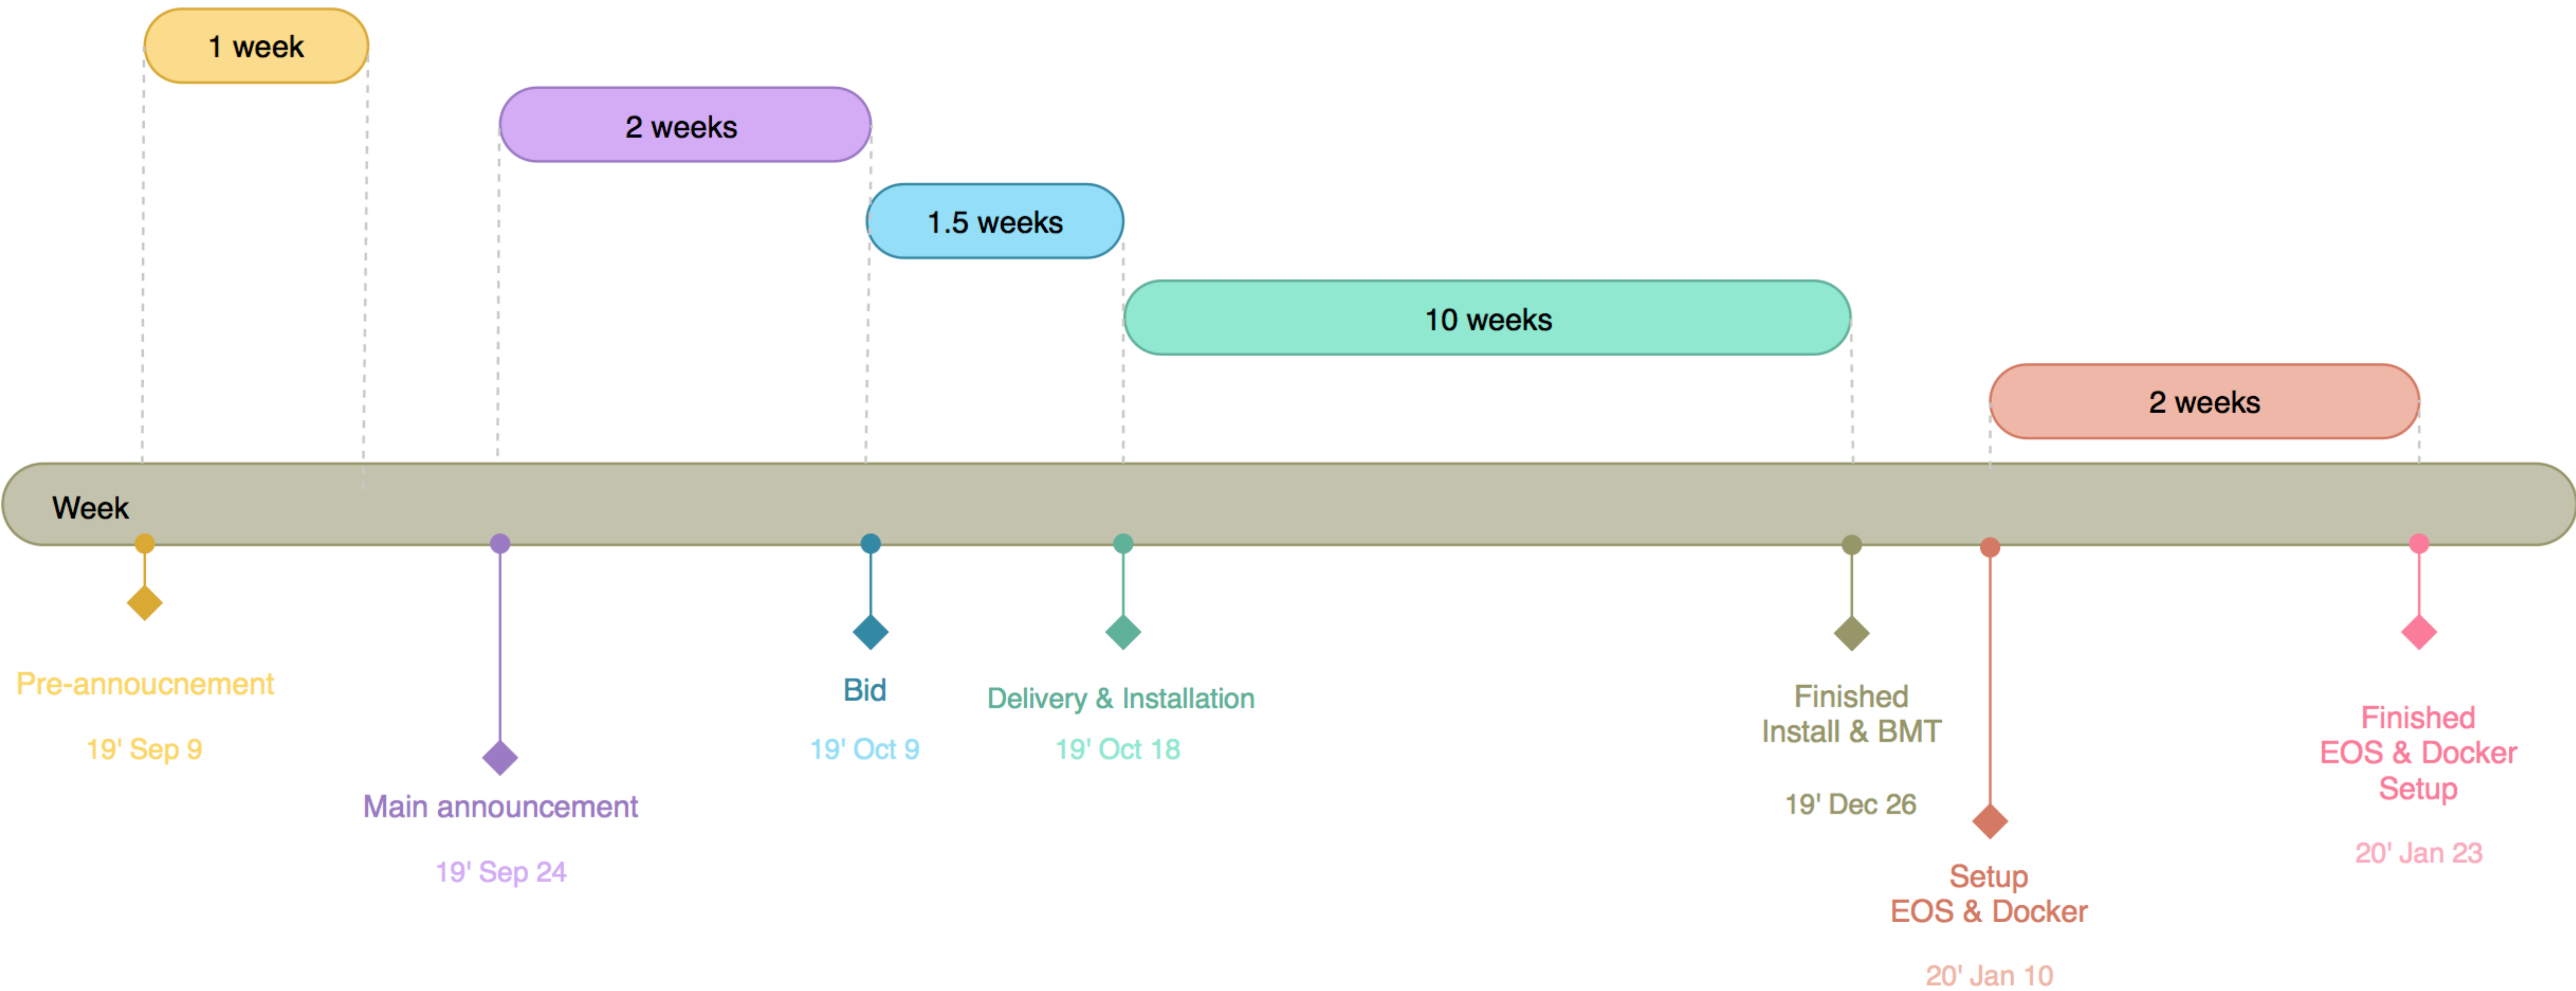 1 week
2 weeks
1.5 weeks
10 weeks
2 weeks
Week
Pre-annoucnement
19' Sep 9
Main announcement
19' Sep 24
Bid
19' Oct 9
Delivery & Installation
19' Oct 18
Finished
Install & BMT
19' Dec 26
Setup
EOS & Docker
20' Jan 10
Finished
EOS & Docker
Setup
20' Jan 23